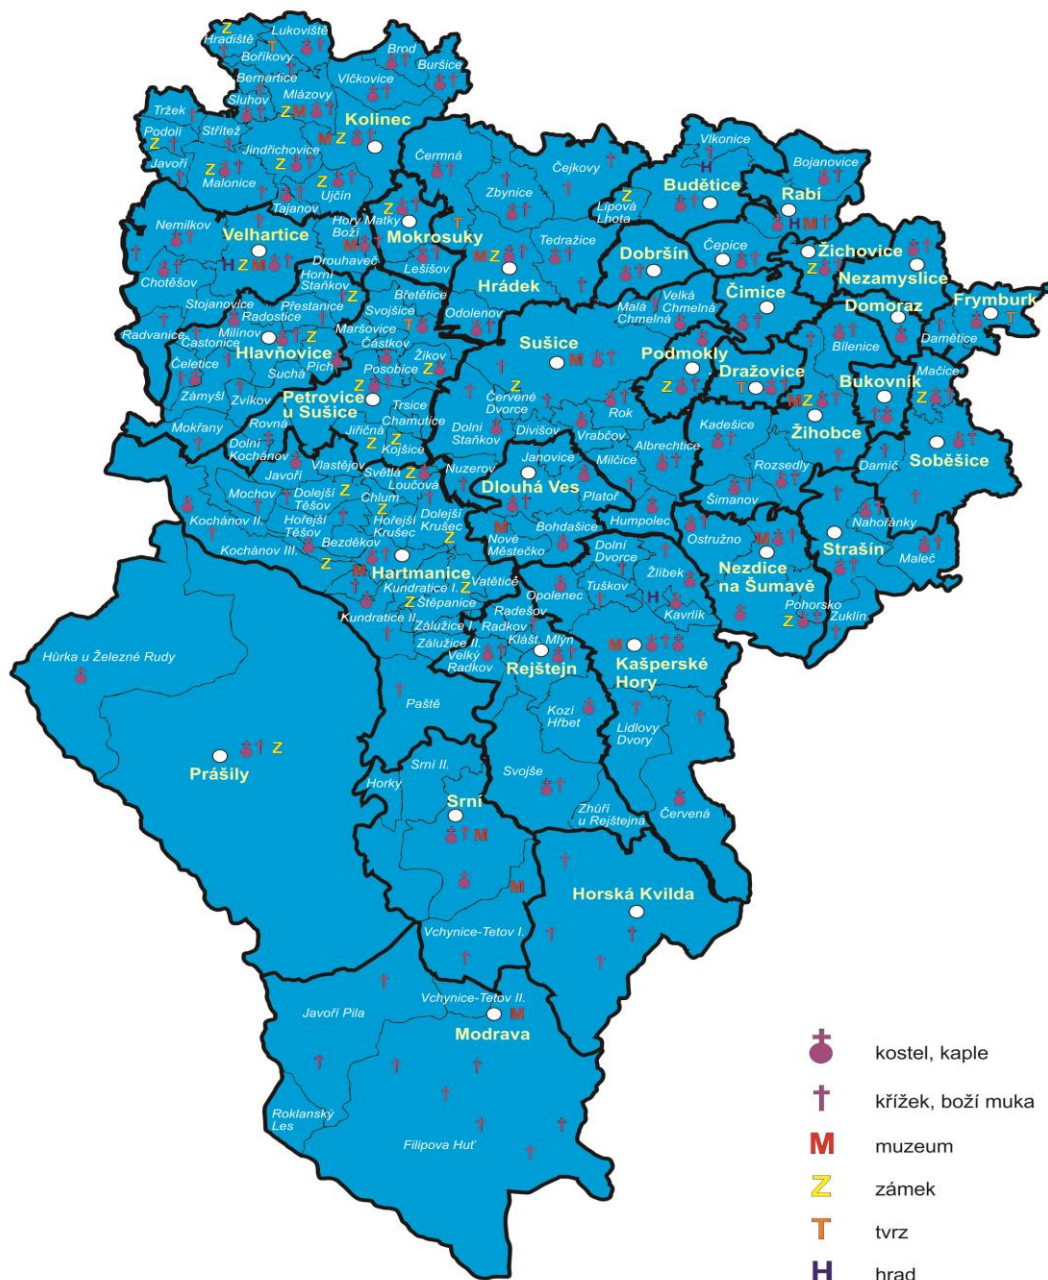 Z
Hradiště
Lukoviště
T
Bořikovy
Brod
Buršice
Bernartice
Vlčkovice
Sluhov
Mlázovy
Z M
Tržek
Podolí
Střítež
Kolinec
M Z
Z
Javoří
Jindřichovice
Z
Malonice
Z
Ujčín
Z
Tajanov
Čermná
Čejkovy
Zbynice
Vlkonice
H
Bojanovice
Budětice
Rabí
H M
Z
Lipová
Lhota
Nemilkov
Velhartice
H Z M
Hory Matky
Boží
M
Drouhaveč
Z
Mokrosuky
Lešišov
T
M Z
Hrádek
Tedražice
Dobršín
Čepice
Žichovice
Z
Nezamyslice
Chotěšov
Horní
Staňkov
Z
Stojanovice
Radostice
Přestanice
Břetětice
Svojšice
T
Odolenov
Malá
Chmelná
Velká
Chmelná
Čímice
Domoraz
Frymburk
T
Damětice
Radvanice
Milínov
Častonice
Hlavňovice
Z
Maršovice
Částkov
Bílenice
Čeletice
Suchá
Pich
Posobice
Žikov
Z
Sušice
M
Podmokly
Z
Dražovice
T
Bukovník
Mačice
Z
Zámyšl
Zvíkov
Z
Petrovice
u Sušice
Trsice
Chamutice
Z
Červené
Dvorce
M Z
Žihobce
Mokřany
Rovná
Dolní
Kochánov
Jiřičná
Z
Z
Kojšice
Dolní
Staňkov
Divišov
Rok
Vrabčov
Kadešice
Soběšice
Javoří
Vlastějov
Světlá
Z
Loučová
Nuzerov
Janovice
Milčice
Albrechtice
Rozsedly
Damíč
Mochov
Dolejší
Těšov
Z
Chlum
Z
Dlouhá Ves
Platoř
Šimanov
Kochánov II.
Hořejší
Těšov
Hořejší
Krušec
Dolejší
Krušec
Z
M
Nové
Městečko
Bohdašice
Humpolec
Ostružno
Nahořánky
Kochánov III.
Bezděkov
Z
Hartmanice
M
Dolní
Dvorce
M
Nezdice
na Šumavě
Strašín
Maleč
Kundratice I.
Z
Vatětice
Opolenec
Tuškov
Žlíbek
H
Kavrlík
Kundratice II.
Z
Štěpanice
Radešov
Pohorsko
Z
Zuklín
Zálužice I.
Zálužice II.
Radkov
Klášt. Mlýn
Velký
Radkov
Rejštejn
M
Kašperské
Hory
Hůrka u Železné Rudy
Paště
Kozí
Hřbet
Lidlovy
Dvory
Z
Prášily
Srní II.
Horky
Svojše
Srní
M
Zhůří
u Rejštejna
Červená
M
Horská Kvilda
Vchynice-Tetov I.
Vchynice-Tetov II.
Javoří Pila
M
Modrava
Roklanský
Les
Filipova Huť
kostel, kaple
křížek, boží muka
M muzeum
Z zámek
T tvrz
H hrad